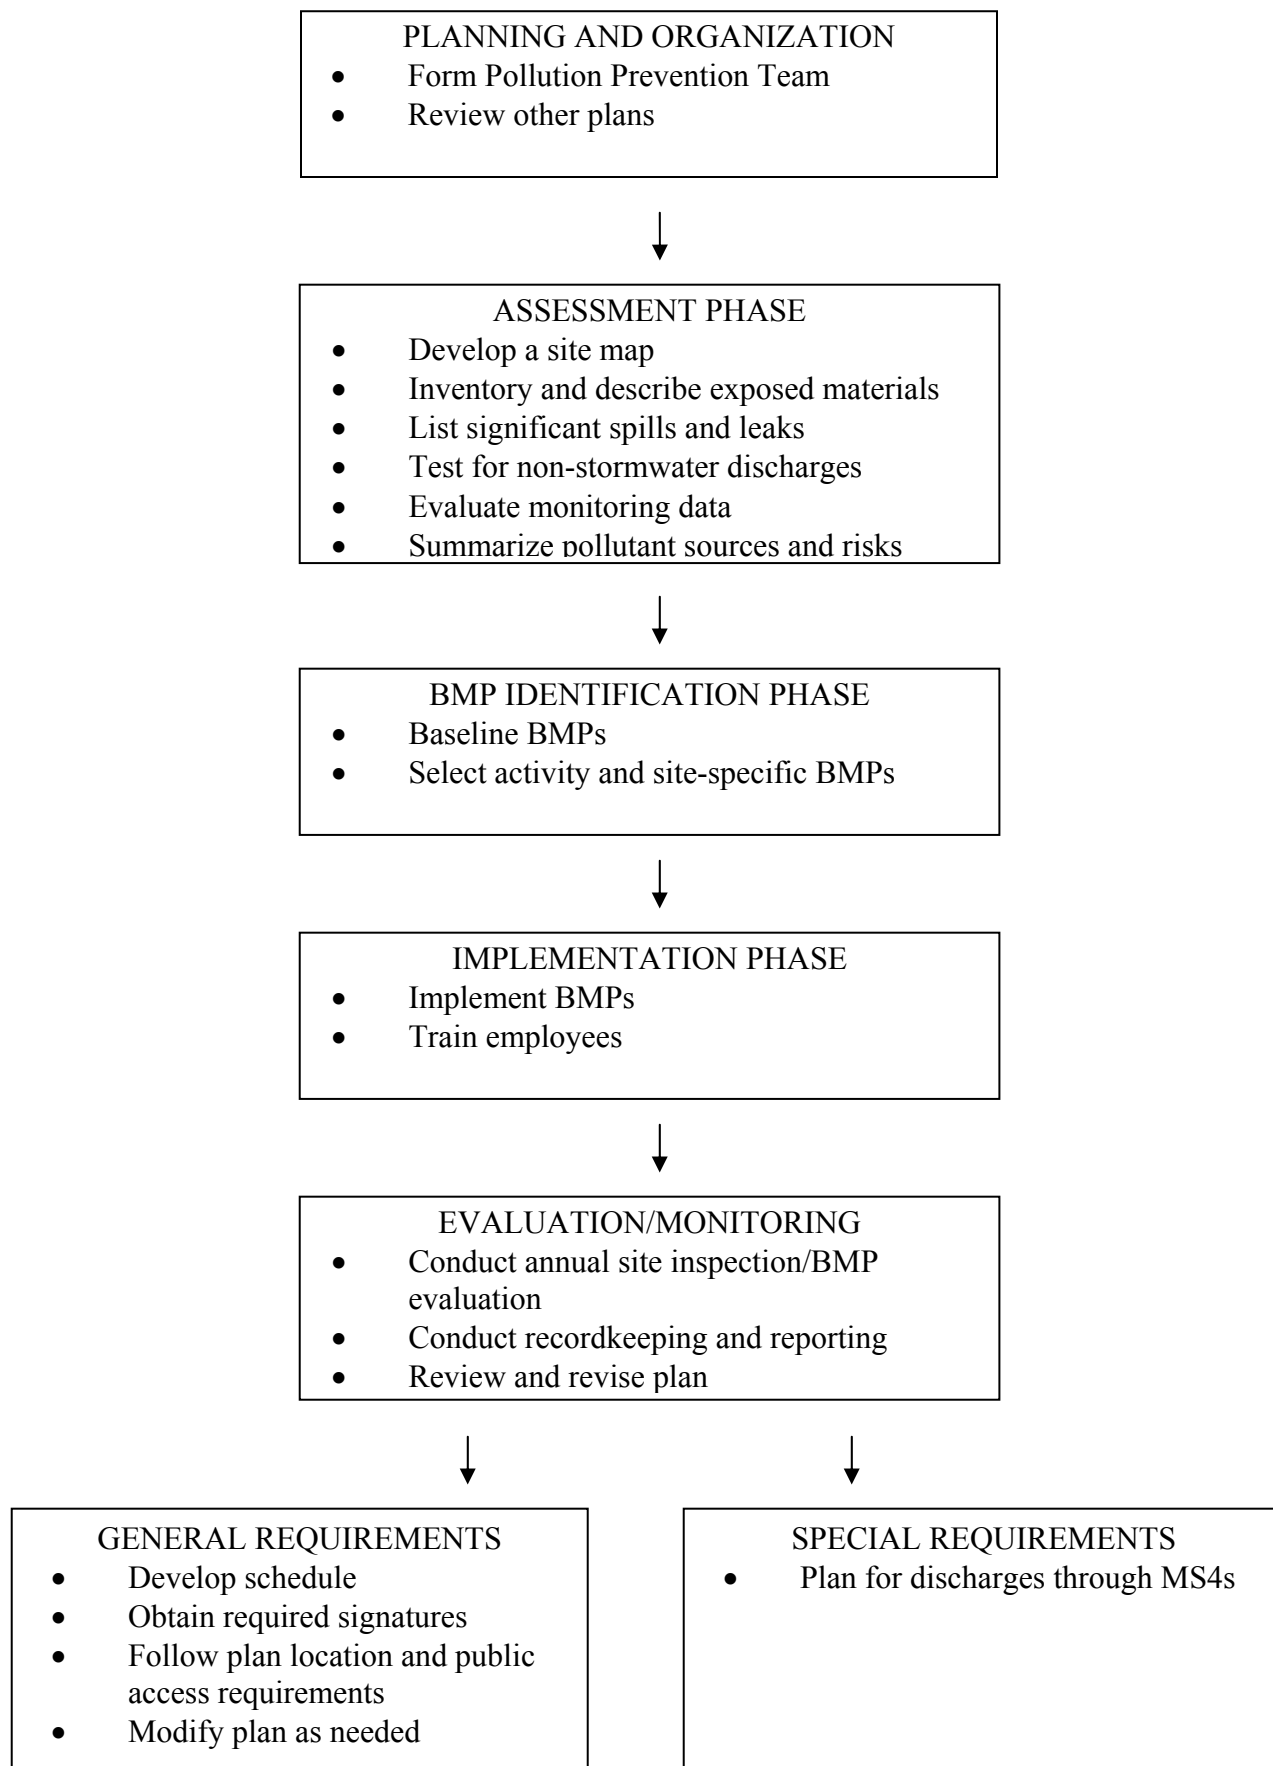 PLANNING AND ORGANIZATION
• Form Pollution Prevention Team
• Review other plans
ASSESSMENT PHASE
• Develop a site map
• Inventory and describe exposed materials
• List significant spills and leaks
• Test for non-stormwater discharges
• Evaluate monitoring data
• Summarize pollutant sources and risks
BMP IDENTIFICATION PHASE
• Baseline BMPs
• Select activity and site-specific BMPs
IMPLEMENTATION PHASE
• Implement BMPs
• Train employees
EVALUATION/MONITORING
• Conduct annual site inspection/BMP
evaluation
• Conduct recordkeeping and reporting
• Review and revise plan
GENERAL REQUIREMENTS
• Develop schedule
• Obtain required signatures
• Follow plan location and public
access requirements
• Modify plan as needed
SPECIAL REQUIREMENTS
• Plan for discharges through MS4s